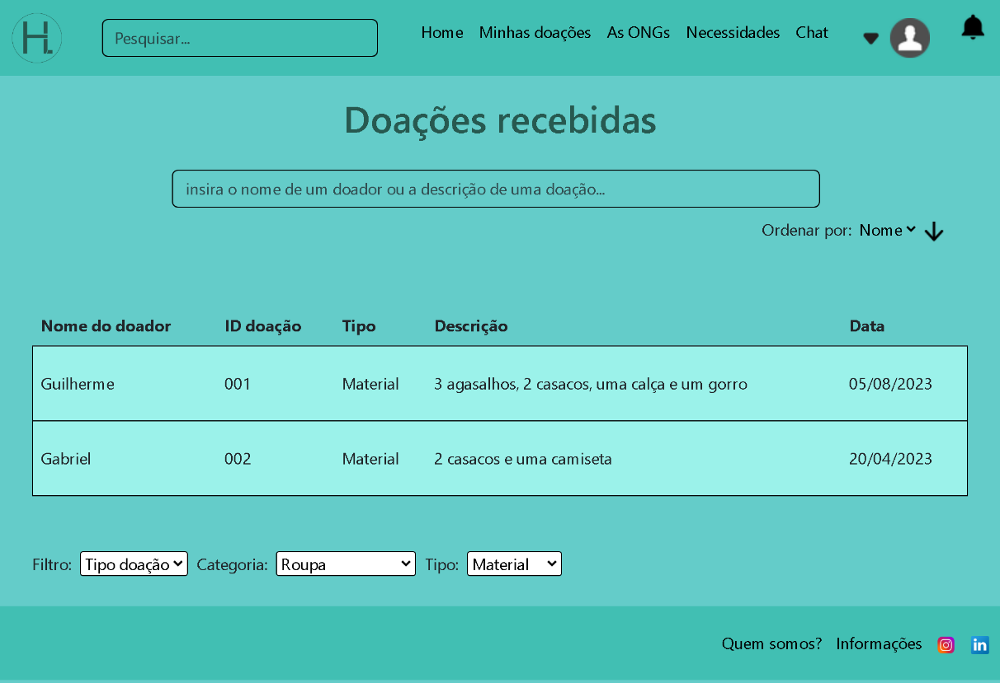 H.
Pesquisar...
Home Minhas doações As ONGs Necessidades Chat
Doações recebidas
insira o nome de um doador ou a descrição de uma doação...
Ordenar por: Nome
Nome do doador ID doação Tipo Descrição Data
Guilherme 001 Material 3 agasalhos, 2 casacos, uma calça e um gorro 05/08/2023
Gabriel 002 Material 2 casacos e uma camiseta 20/04/2023
Filtro: Tipo doação Categoria: Roupa Tipo: Material
Quem somos? Informações in